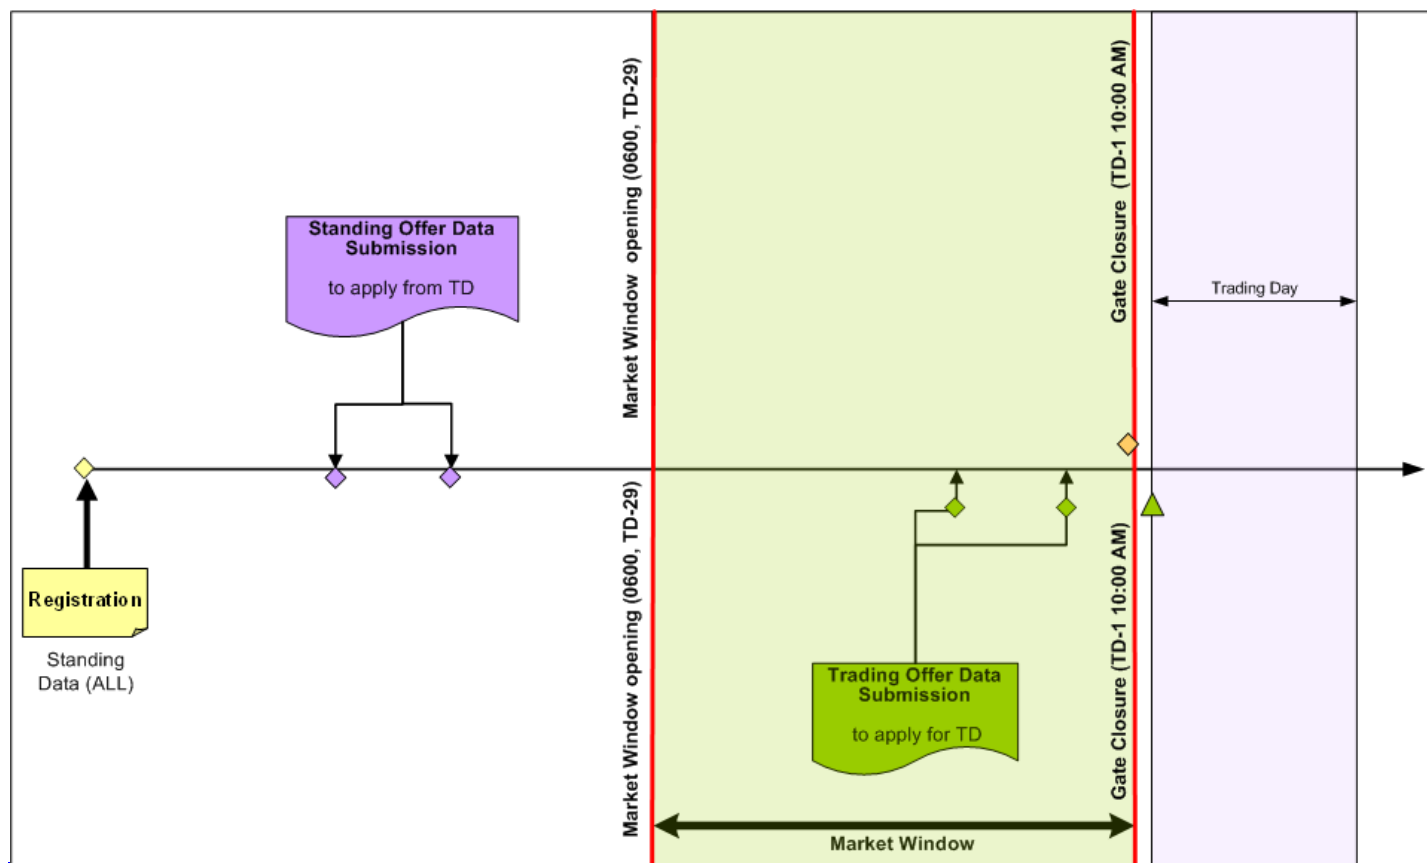 Market Window  opening (0600, TD-29)
Gate Closure  (TD-1 10:00 AM)
Standing Offer Data
Submission
to apply from TD
Trading Day
Registration
Standing
Data (ALL)
Market Window opening (0600, TD-29)
Gate Closure (TD-1 10:00 AM)
Trading Offer Data
Submission
to apply for TD
Market Window